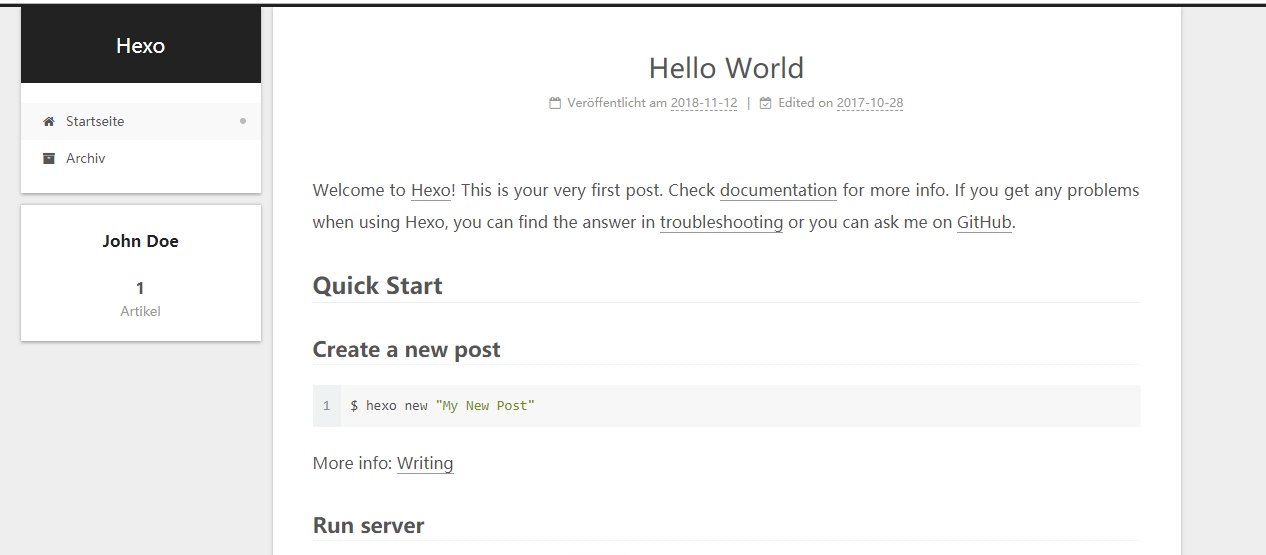 Hexo
Startseite
Archiv
John Doe
1
Artikel
Hello World
Veröffentlicht am 2018-11-12 | Edited on 2017-10-28
Welcome to Hexo! This is your very first post. Check documentation for more info. If you get any problems
when using Hexo, you can find the answer in troubleshooting or you can ask me on GitHub.
Quick Start
Create a new post
1 $ hexo new "My New Post"
More info: Writing
Run server